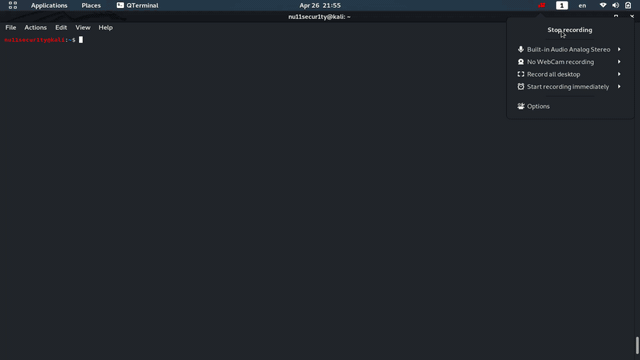 Applications Places QTerminal Apr 26 21:55 1 en
nu11secur1ty@kali: ~
File Actions Edit View Help
nu11secur1ty@kali:~$
Stop recording
Built-in Audio Analog Stereo
No WebCam recording
Record all desktop
Start recording immediately
Options